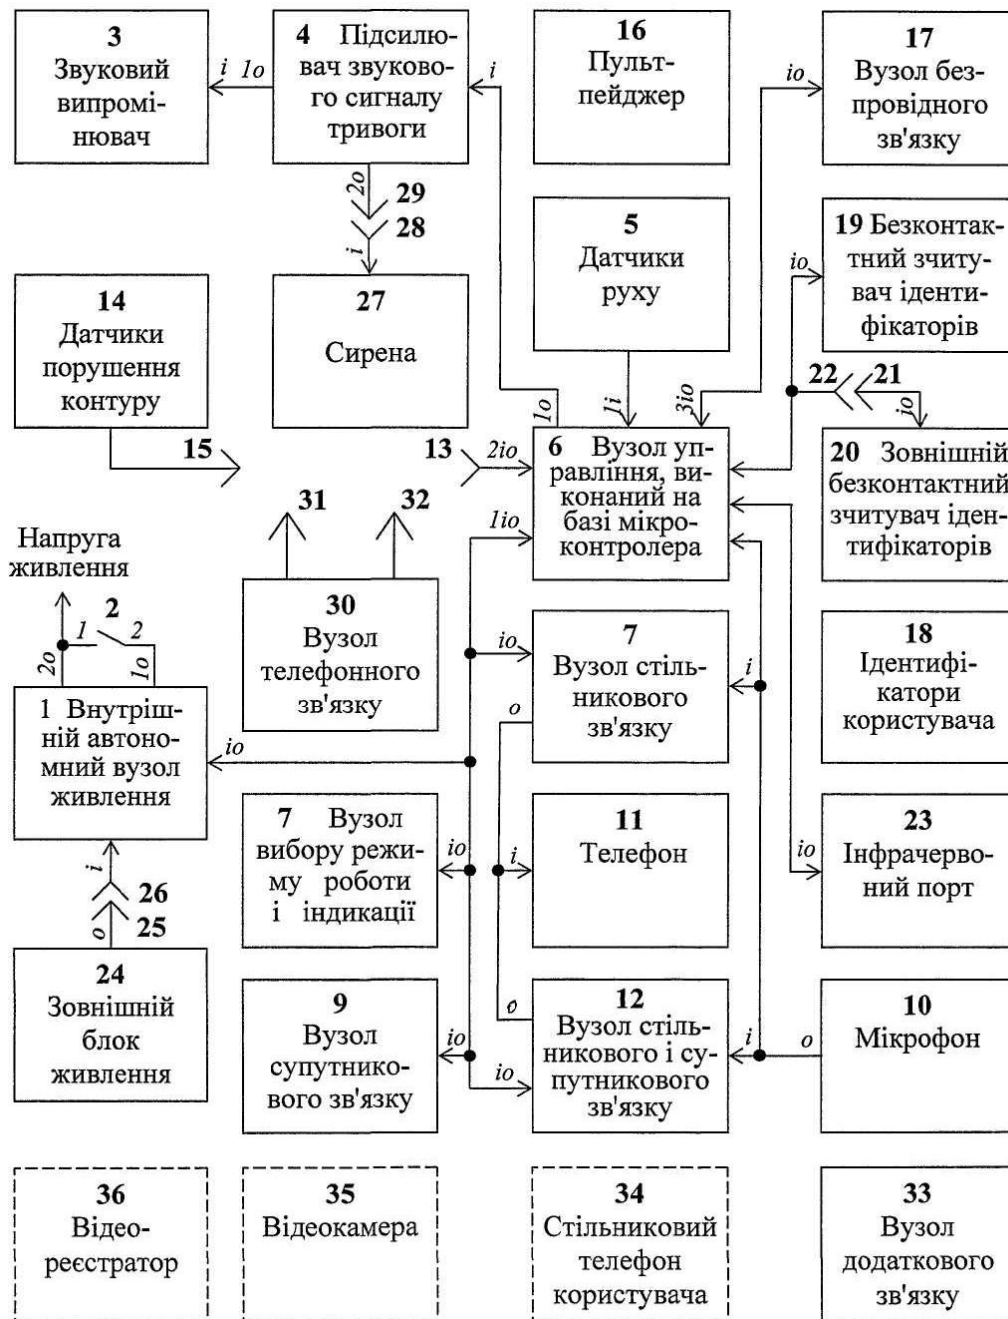 3
Звуковий
випромі-
нювач
i 1o
4 Підсилю-
вач звуково-
го сигналу
тривоги
i
16
Пульт-
пейджер
io
17
Вузол без-
провідного
зв'язку
2o
29
28
i
5
Датчики
руху
19 Безконтак-
тний зчиту-
вач іденти-
фікаторів
io
14
Датчики
порушення
контуру
27
Сирена
22
21
1o
1i
3io
io
15
13
2io
6 Вузол уп-
равління, ви-
конаний на
базі мікро-
контролера
20 Зовнішній
безконтактний
зчитувач іден-
тифікаторів
31
32
1io
Напруга
живлення
2
1
2
2o
1o
30
Вузол
телефонного
зв'язку
io
7
Вузол стіль-
никового
зв'язку
i
o
18
Ідентифі-
катори
користувача
1 Внутріш-
ній автоно-
мний вузол
живлення
io
7 Вузол
вибору режи-
му роботи
і індикації
io
i
11
Телефон
io
23
Інфрачерво-
ний порт
i
26
25
o
24
Зовнішній
блок
живлення
9
Вузол
супутнико-
вого зв'язку
io
o
io
12
Вузол стіль-
никового і су-
путникового
зв'язку
i
o
10
Мікрофон
36
Відео-
реєстратор
35
Відеокамера
34
Стільниковий
телефон
користувача
33
Вузол
додаткового
зв'язку